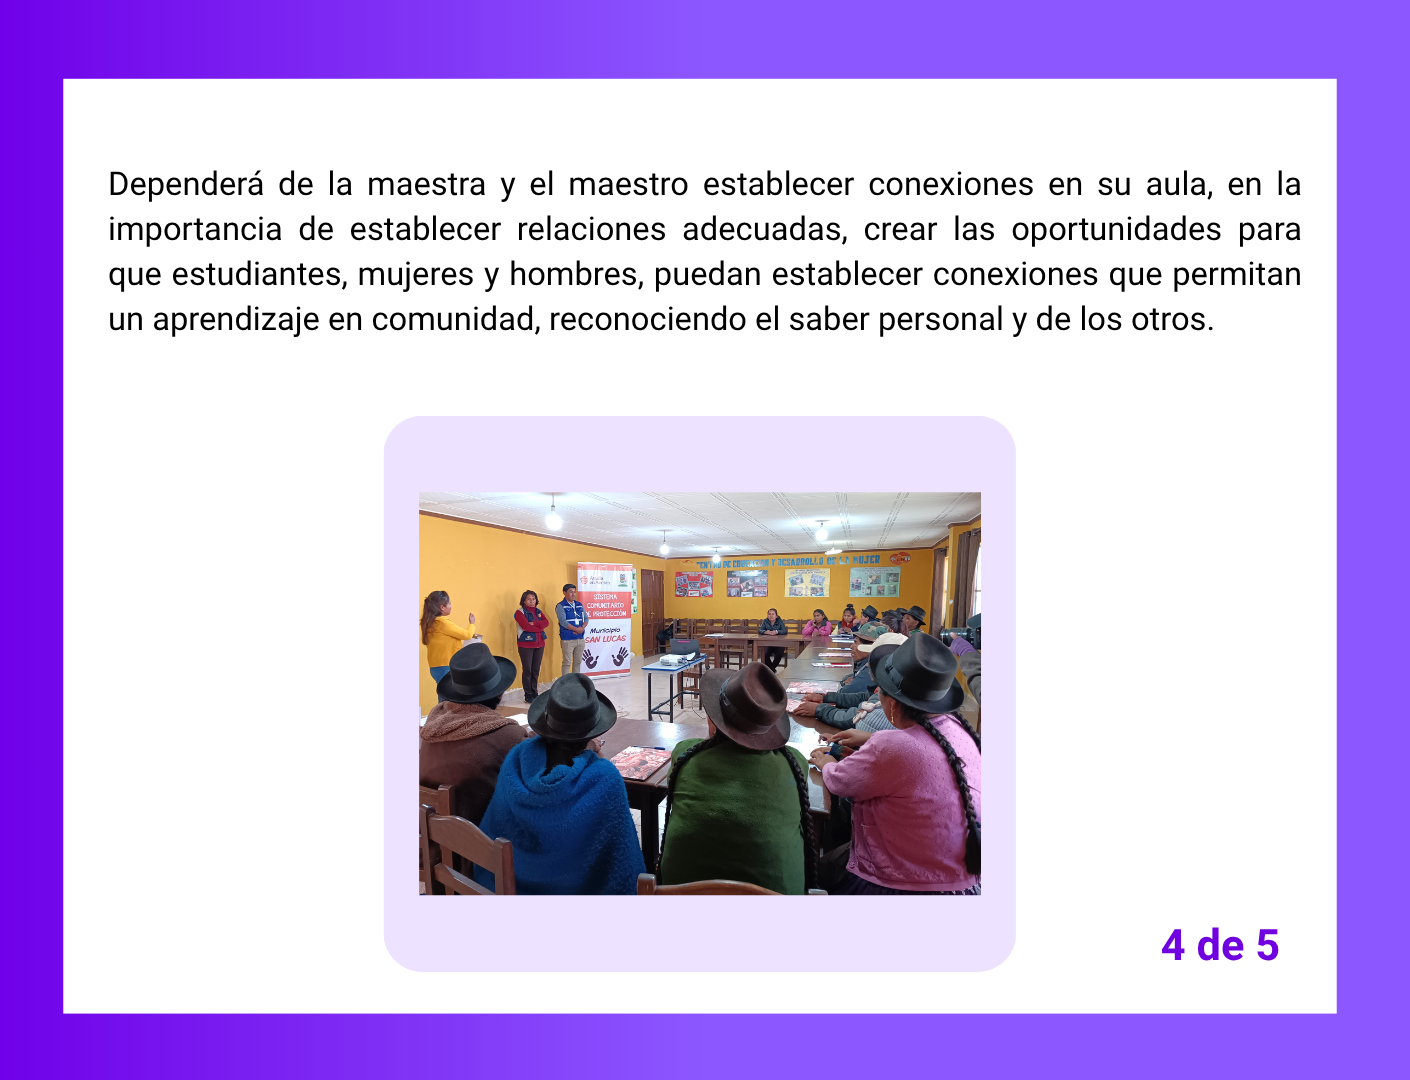 Dependerá de la maestra y el maestro establecer conexiones en su aula, en la
importancia de establecer relaciones adecuadas, crear las oportunidades para
que estudiantes, mujeres y hombres, puedan establecer conexiones que permitan
un aprendizaje en comunidad, reconociendo el saber personal y de los otros.
CENTRO DE EDUCACION Y DESARROLLO DE LA MUJER
SISTEMA
COMUNITARIO
DE PROTECCIÓN
Municipio
SAN LUCAS
4 de 5